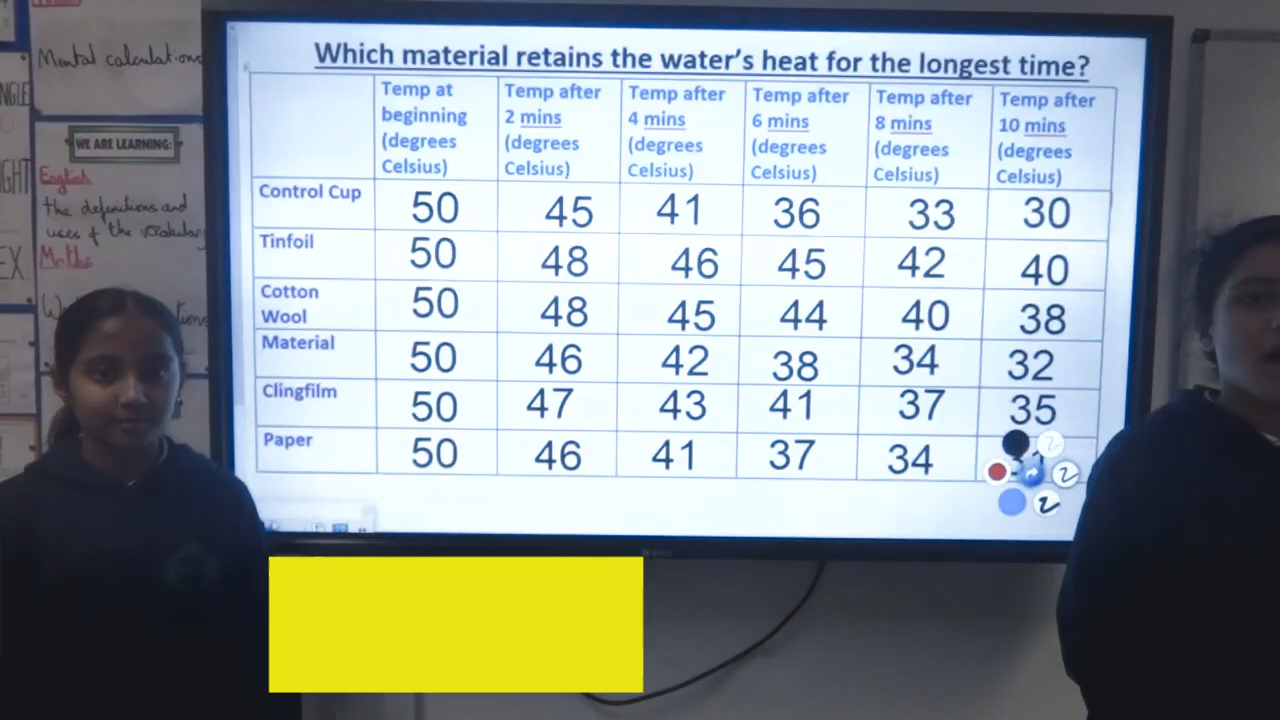 Mental calculations
NGLE
WE ARE LEARNING:
GHT
English
the definitions and
uses of the vocabulary
EX
Maths
Which material retains the water's heat for the longest time?
Temp at beginning (degrees Celsius) Temp after 2 mins (degrees Celsius) Temp after 4 mins (degrees Celsius) Temp after 6 mins (degrees Celsius) Temp after 8 mins (degrees Celsius) Temp after 10 mins (degrees Celsius)
Control Cup 50 45 41 36 33 30
Tinfoil 50 48 46 45 42 40
Cotton Wool 50 48 45 44 40 38
Material 50 46 42 38 34 32
Clingfilm 50 47 43 41 37 35
Paper 50 46 41 37 34